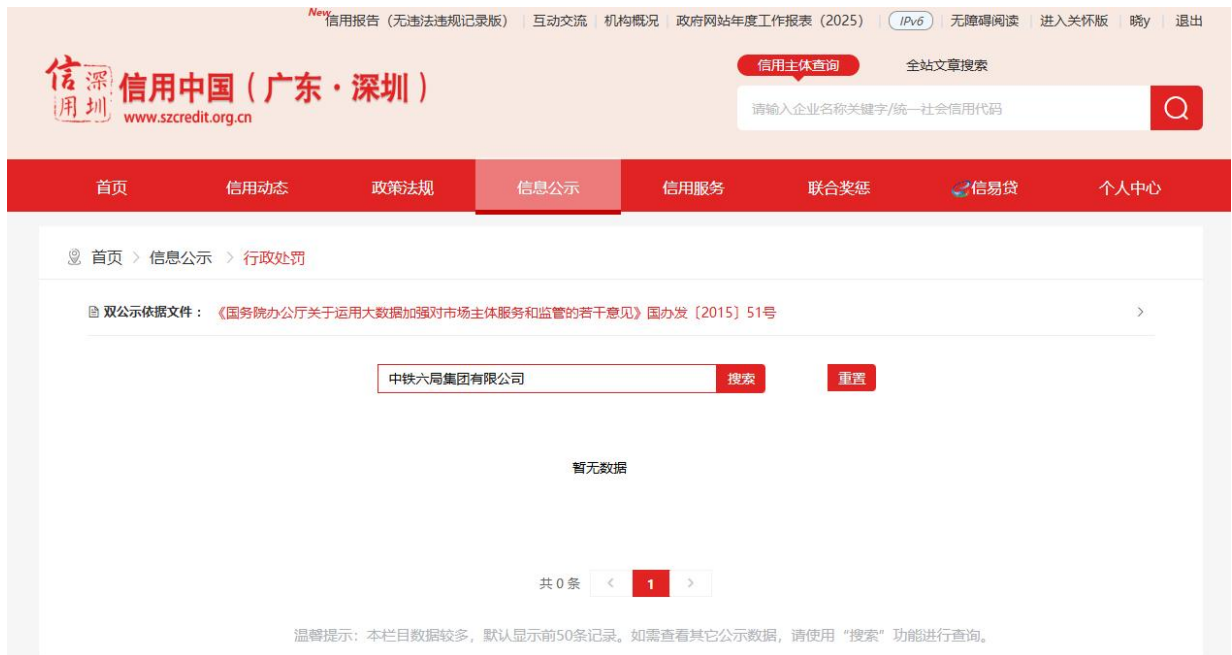 New
信用报告（无违法违规记录版） 互动交流 机构概况 政府网站年度工作报表（2025） IPv6 无障碍阅读 进入关怀版 晓y 退出
信用
深圳
信用中国（广东·深圳）
www.szcredit.org.cn
信用主体查询 全站文章搜索
请输入企业名称关键字/统一社会信用代码
首页 信用动态 政策法规 信息公示 信用服务 联合奖惩 信易贷 个人中心
首页 > 信息公示 > 行政处罚
双公示依据文件： 《国务院办公厅关于运用大数据加强对市场主体服务和监管的若干意见》国办发〔2015〕51号 >
中铁六局集团有限公司 搜索 重置
暂无数据
共 0 条 < 1 >
温馨提示：本栏目数据较多，默认显示前50条记录。如需查看其它公示数据，请使用“搜索”功能进行查询。